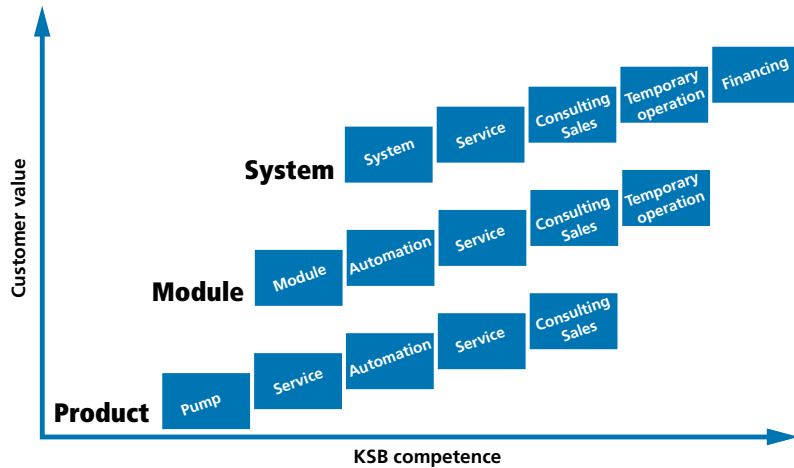 Customer value
System
System
Service
Consulting
Sales
Temporary
operation
Financing
Module
Module
Automation
Service
Consulting
Sales
Temporary
operation
Product
Pump
Service
Automation
Service
Consulting
Sales
KSB competence